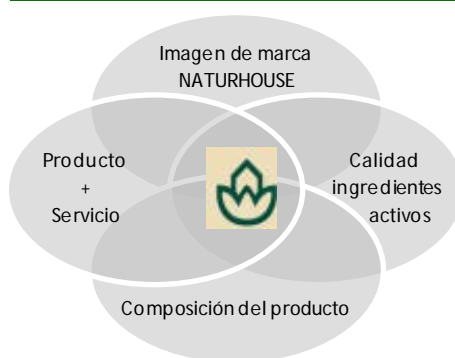 Imagen de marca
NATURHOUSE
Producto
+
Servicio
Calidad
ingredientes
activos
Composición del producto